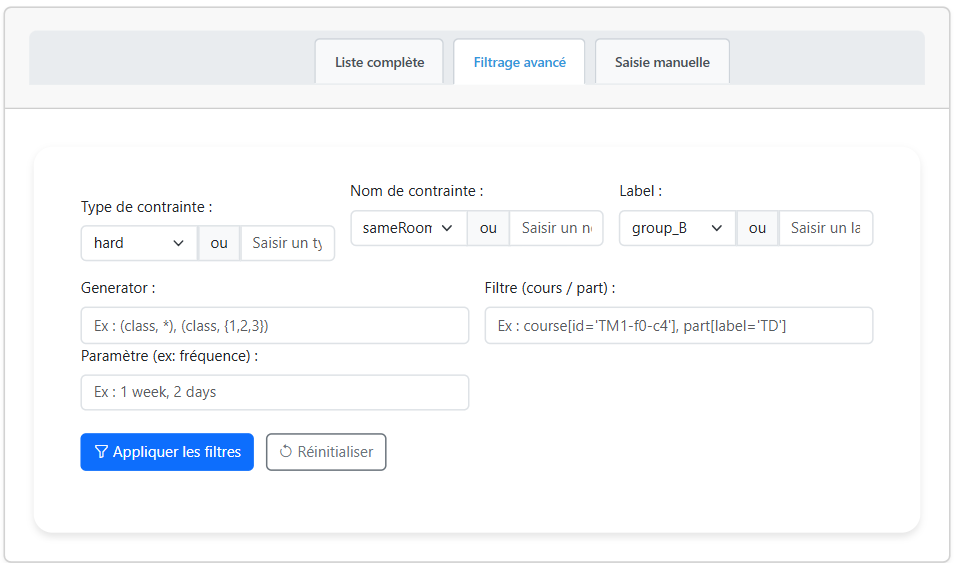 Liste complète
Filtrage avancé
Saisie manuelle
Type de contrainte :
hard
ou
Saisir un ty
Nom de contrainte :
sameRoom
ou
Saisir un no
Label :
group_B
ou
Saisir un la
Generator :
Ex : (class, *), (class, {1,2,3})
Filtre (cours / part) :
Ex : course[id='TM1-f0-c4'], part[label='TD']
Paramètre (ex: fréquence) :
Ex : 1 week, 2 days
Appliquer les filtres
Réinitialiser